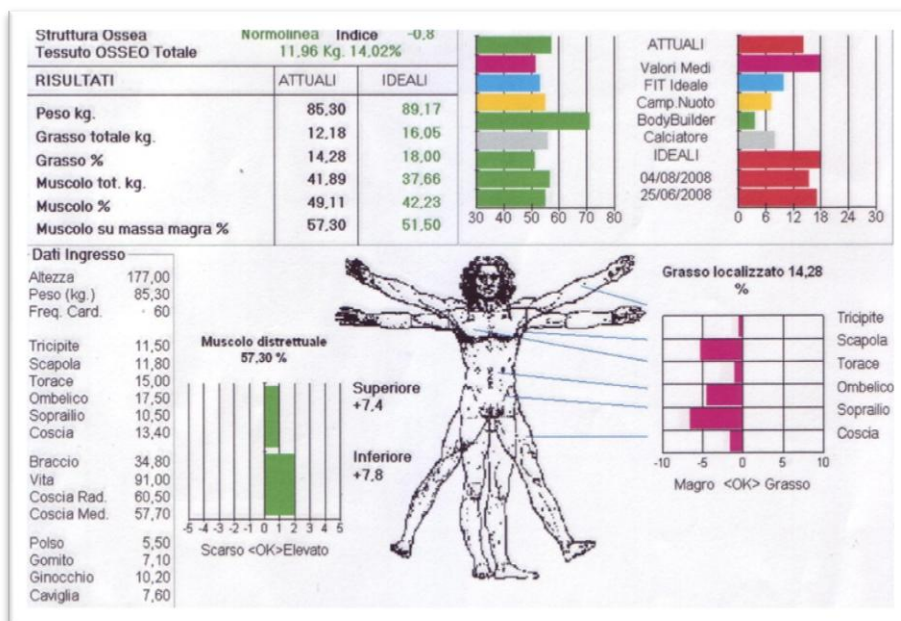 Struttura Ossea Normolinea Indice -0,8
Tessuto OSSEO Totale 11,96 Kg. 14.02%
RISULTATI ATTUALI IDEALI
Peso kg. 85,30 89,17
Grasso totale kg. 12,18 16,05
Grasso % 14,28 18,00
Muscolo tot. kg. 41,89 37,66
Muscolo % 49,11 42,23
Muscolo su massa magra % 57,30 51,50
ATTUALI
Valori Medi
FIT Ideale
Camp.Nuoto
BodyBuilder
Calciatore
IDEALI
04/08/2008
25/06/2008
30 40 50 60 70 80
0 6 12 18 24 30
Dati Ingresso
Altezza 177,00
Peso (kg.) 85,30
Freq. Card. 60
Tricipite 11,50
Scapola 11,80
Torace 15,00
Ombelico 17,50
Soprailio 10,50
Coscia 13,40
Braccio 34,80
Vita 91,00
Coscia Rad. 60,50
Coscia Med. 57,70
Polso 5,50
Gomito 7,10
Ginocchio 10,20
Caviglia 7,60
Muscolo distrettuale
57,30 %
Superiore
+7.4
Inferiore
+7.8
-5 -4 -3 -2 -1 0 1 2 3 4 5
Scarso <OK>Elevato
Grasso localizzato 14,28
%
Tricipite
Scapola
Torace
Ombelico
Soprailio
Coscia
-10 -5 0 5 10
Magro <OK> Grasso